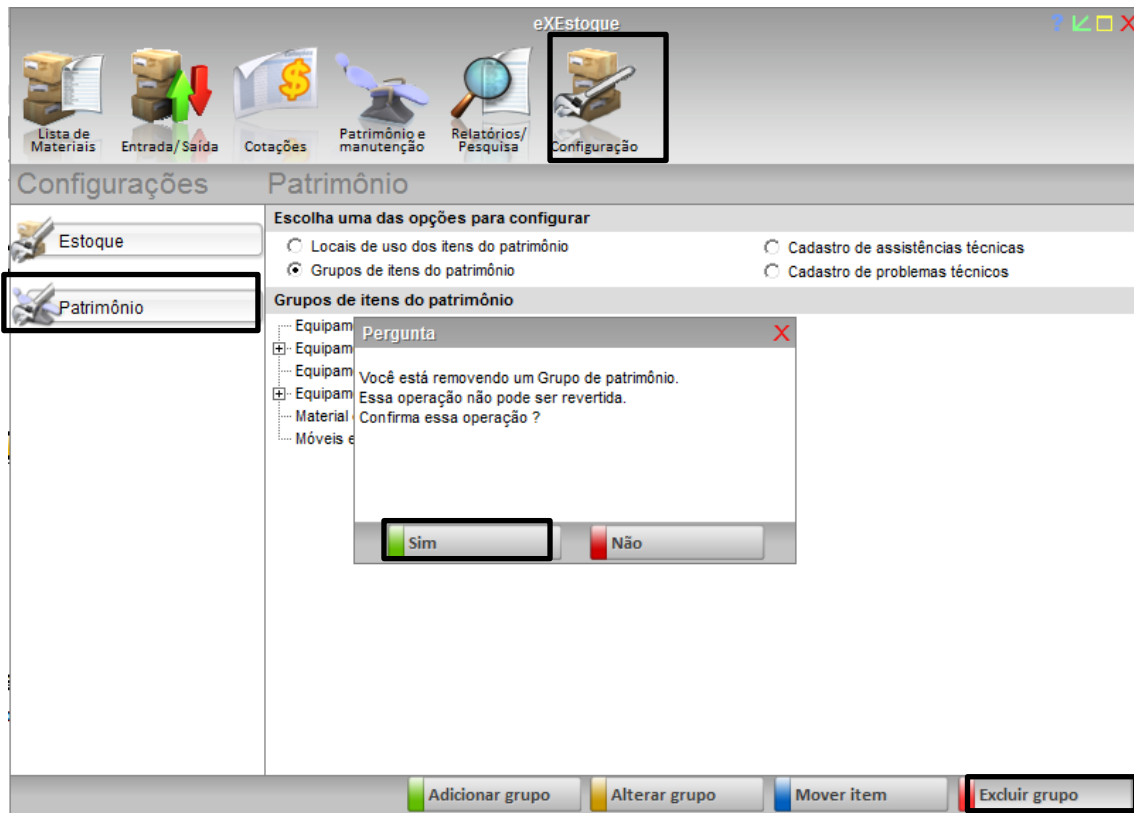 eXEstoque
?
Lista de
Materiais
Entrada/Saída
Cotações
Patrimônio e
manutenção
Relatórios/
Pesquisa
Configuração
Configurações
Patrimônio
Estoque
Patrimônio
Escolha uma das opções para configurar
Locais de uso dos itens do patrimônio
Cadastro de assistências técnicas
Grupos de itens do patrimônio
Cadastro de problemas técnicos
Grupos de itens do patrimônio
Equipam
Equipam
Equipam
Equipam
Material
Móveis e
Pergunta
X
Você está removendo um Grupo de patrimônio.
Essa operação não pode ser revertida.
Confirma essa operação ?
Sim
Não
Adicionar grupo
Alterar grupo
Mover item
Excluir grupo